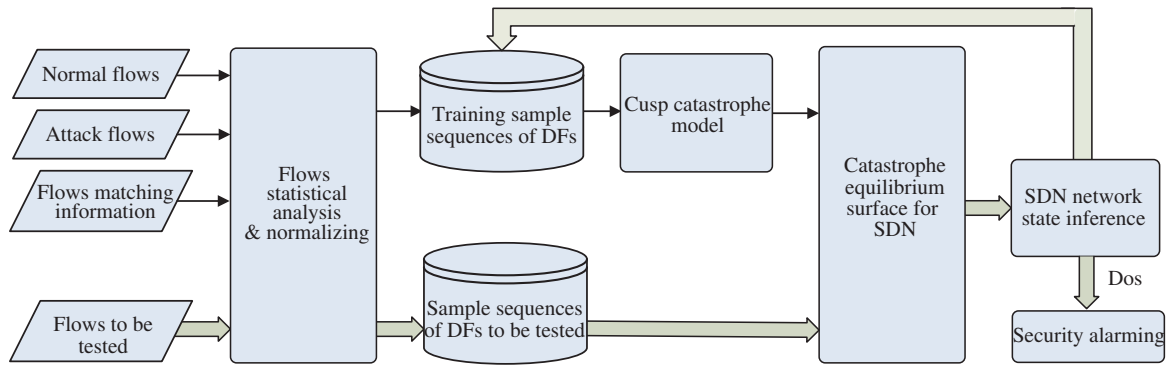 Normal flows
Attack flows
Flows matching
information
Flows to be
tested
Flows
statistical
analysis
& normalizing
Training sample
sequences of DFs
Sample sequences
of DFs to be tested
Cusp catastrophe
model
Catastrophe
equilibrium
surface for
SDN
SDN network
state inference
Dos
Security alarming